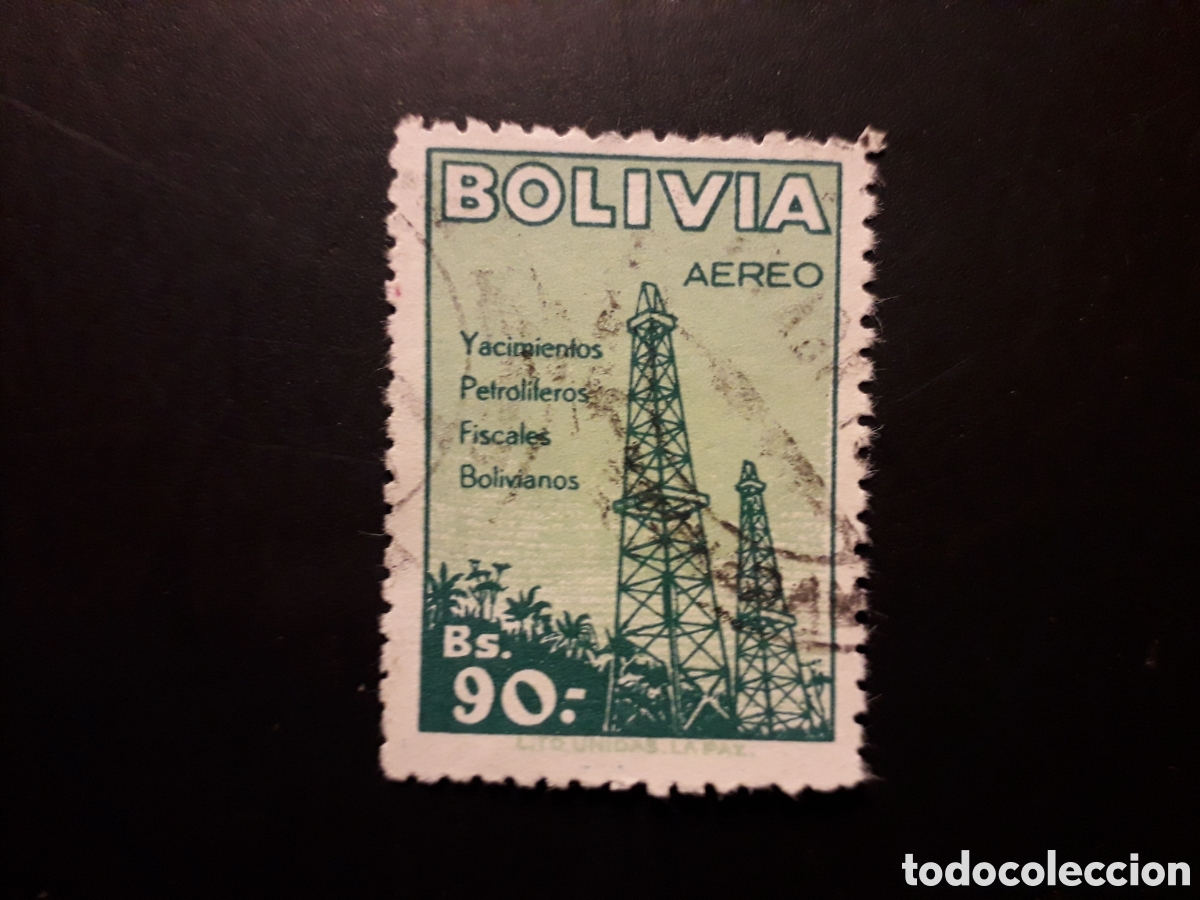 BOLIVIA
AEREO
Yacimientos
Petrolíferos
Fiscales
Bolivianos
Bs.
90.-
LITO. UNIDAS. LA PAZ.
todocoleccion